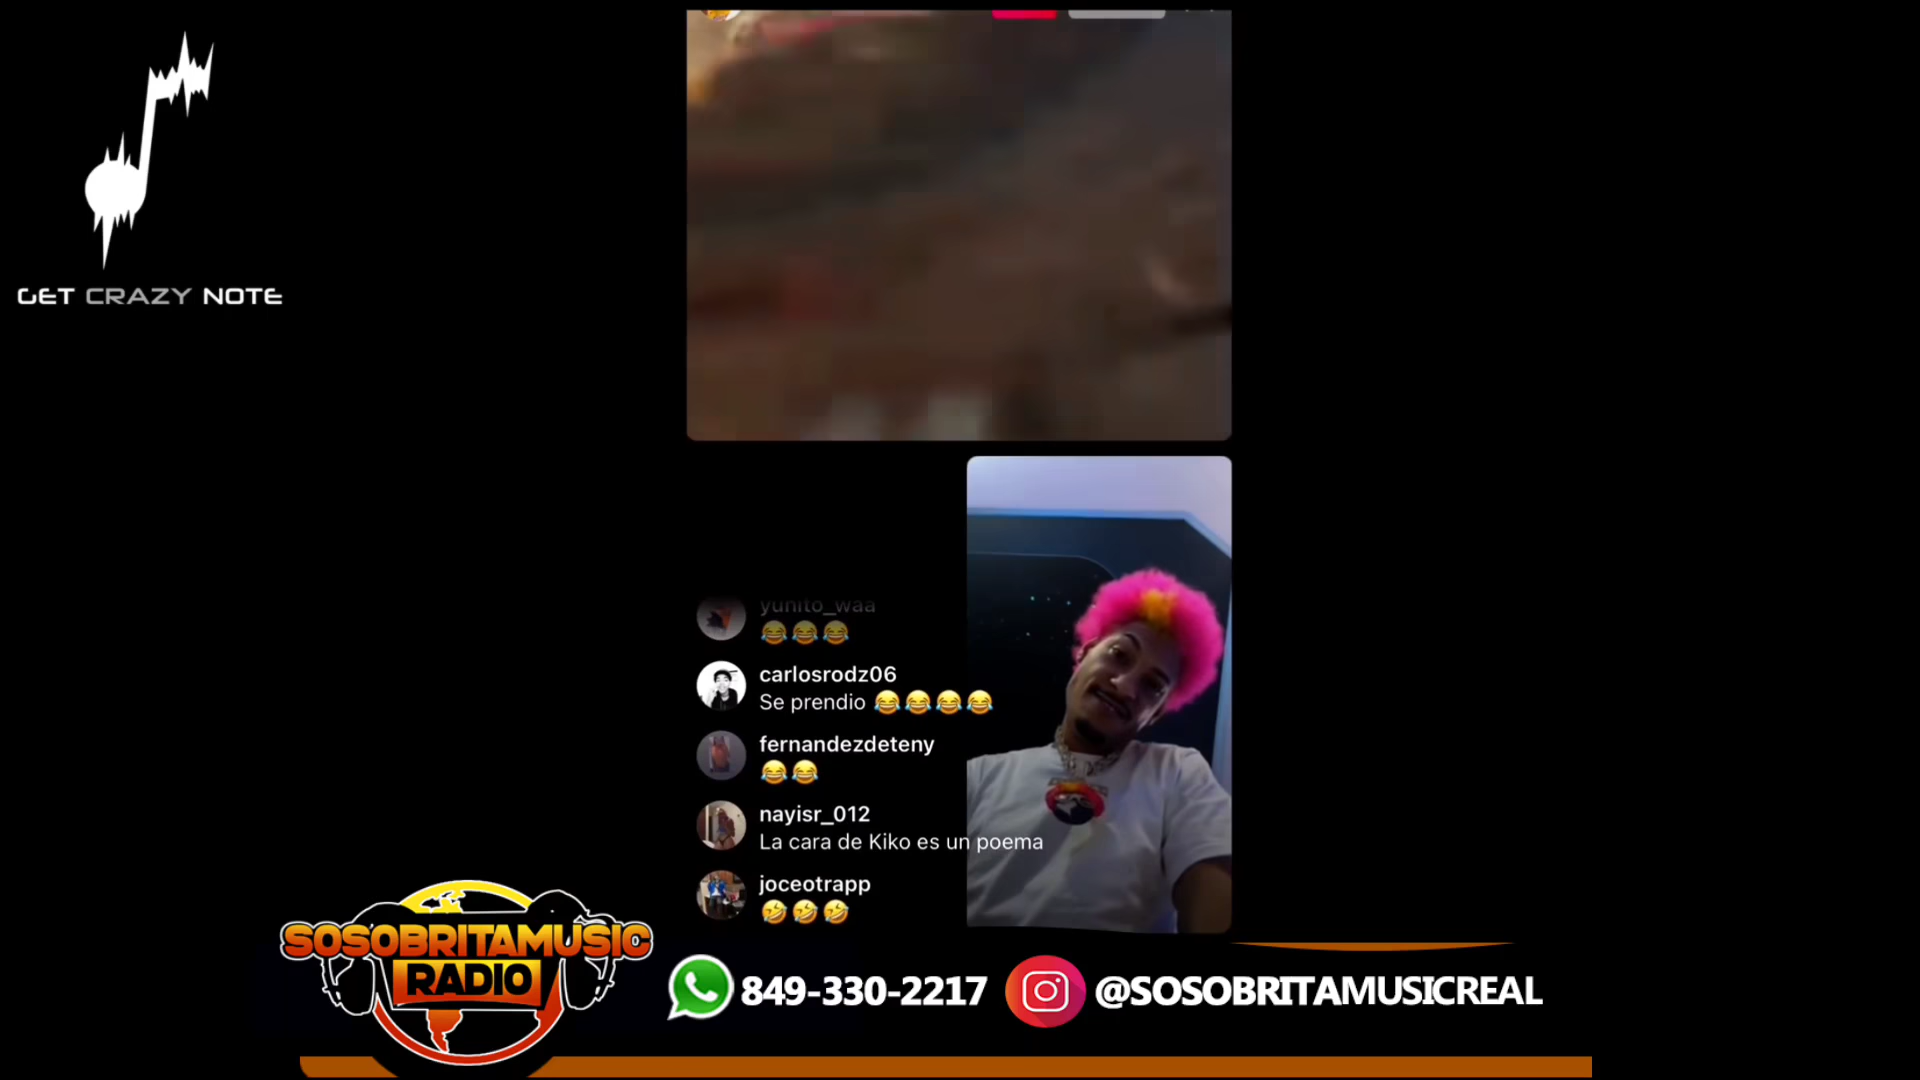 GET CRAZY NOTE
yunito_waa
😂😂😂
carlosrodz06
Se prendio 😂😂😂😂
fernandezdeteny
😂😂
nayisr_012
La cara de Kiko es un poema
joceotrapp
🤣🤣🤣
SOSOBRITAMUSIC
RADIO
849-330-2217
@SOSOBRITAMUSICREAL